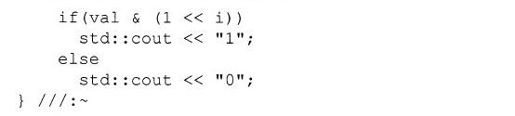 if(val & (1 << i))
std::cout << "1";
else
std::cout << "0";
} ///:~